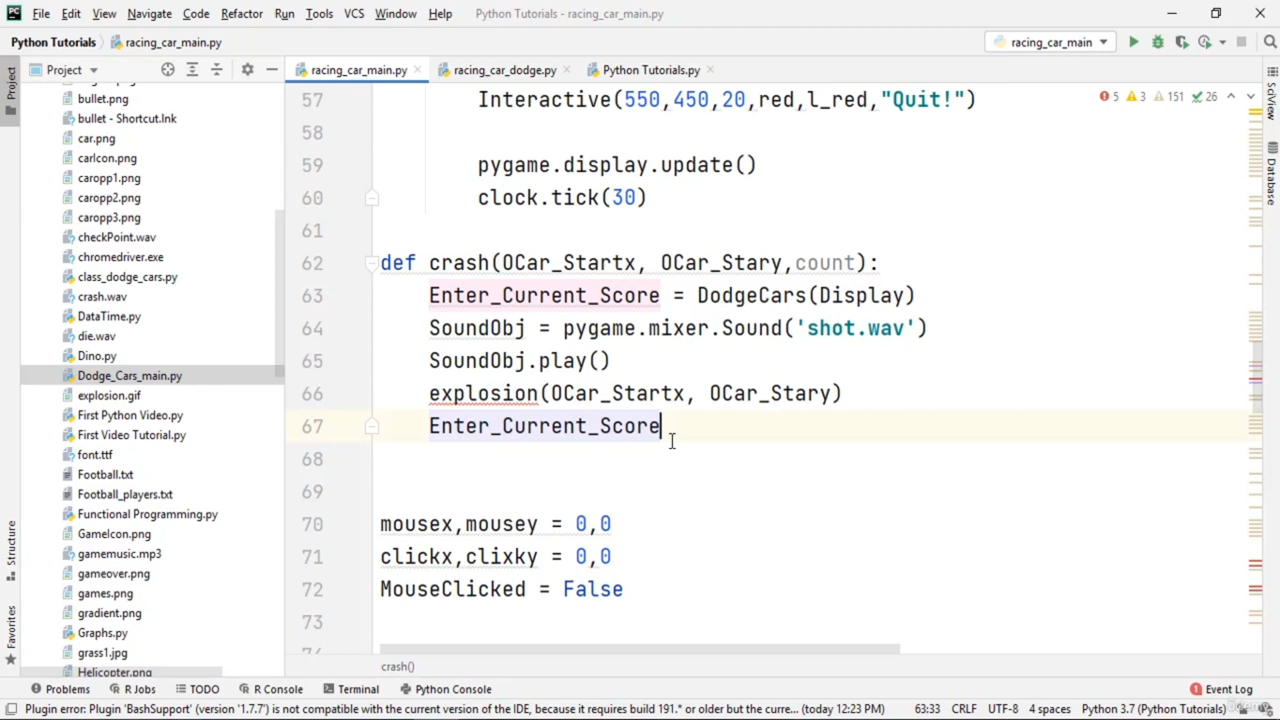 File Edit View Navigate Code Refactor Run Tools VCS Window Help Python Tutorials - racing_car_main.py
Python Tutorials racing_car_main.py racing_car_main
Project racing_car_main.py racing_car_dodge.py Python Tutorials.py
Project
Structure
Favorites
SciView
Database
bullet.png
bullet - Shortcut.lnk
car.png
carIcon.png
caropp1.png
caropp2.png
caropp3.png
checkPoint.wav
chromedriver.exe
class_dodge_cars.py
crash.wav
DataTime.py
die.wav
Dino.py
Dodge_Cars_main.py
explosion.gif
First Python Video.py
First Video Tutorial.py
font.ttf
Football.txt
Football_players.txt
Functional Programming.py
GameIcon.png
gamemusic.mp3
gameover.png
games.png
gradient.png
Graphs.py
grass1.jpg
Helicopter.png
5 3 151 26
57 Interactive(550,450,20,red,l_red,"Quit!")
58
59 pygame.display.update()
60 clock.tick(30)
61
62 def crash(OCar_Startx, OCar_Stary,count):
63 Enter_Current_Score = DodgeCars(Display)
64 SoundObj = pygame.mixer.Sound('shot.wav')
65 SoundObj.play()
66 explosion(OCar_Startx, OCar_Stary)
67 Enter_Current_Score
68
69
70 mousex,mousey = 0,0
71 clickx,clixky = 0,0
72 MouseClicked = False
73
74
crash()
Problems R Jobs TODO R Console Terminal Python Console Event Log
Plugin error: Plugin 'BashSupport' (version '1.7.7') is not compatible with the current version of the IDE, because it requires build 191.* or older but the curre... (today 12:23 PM) 63:33 CRLF UTF-8 4 spaces Python 3.7 (Python Tutorials)